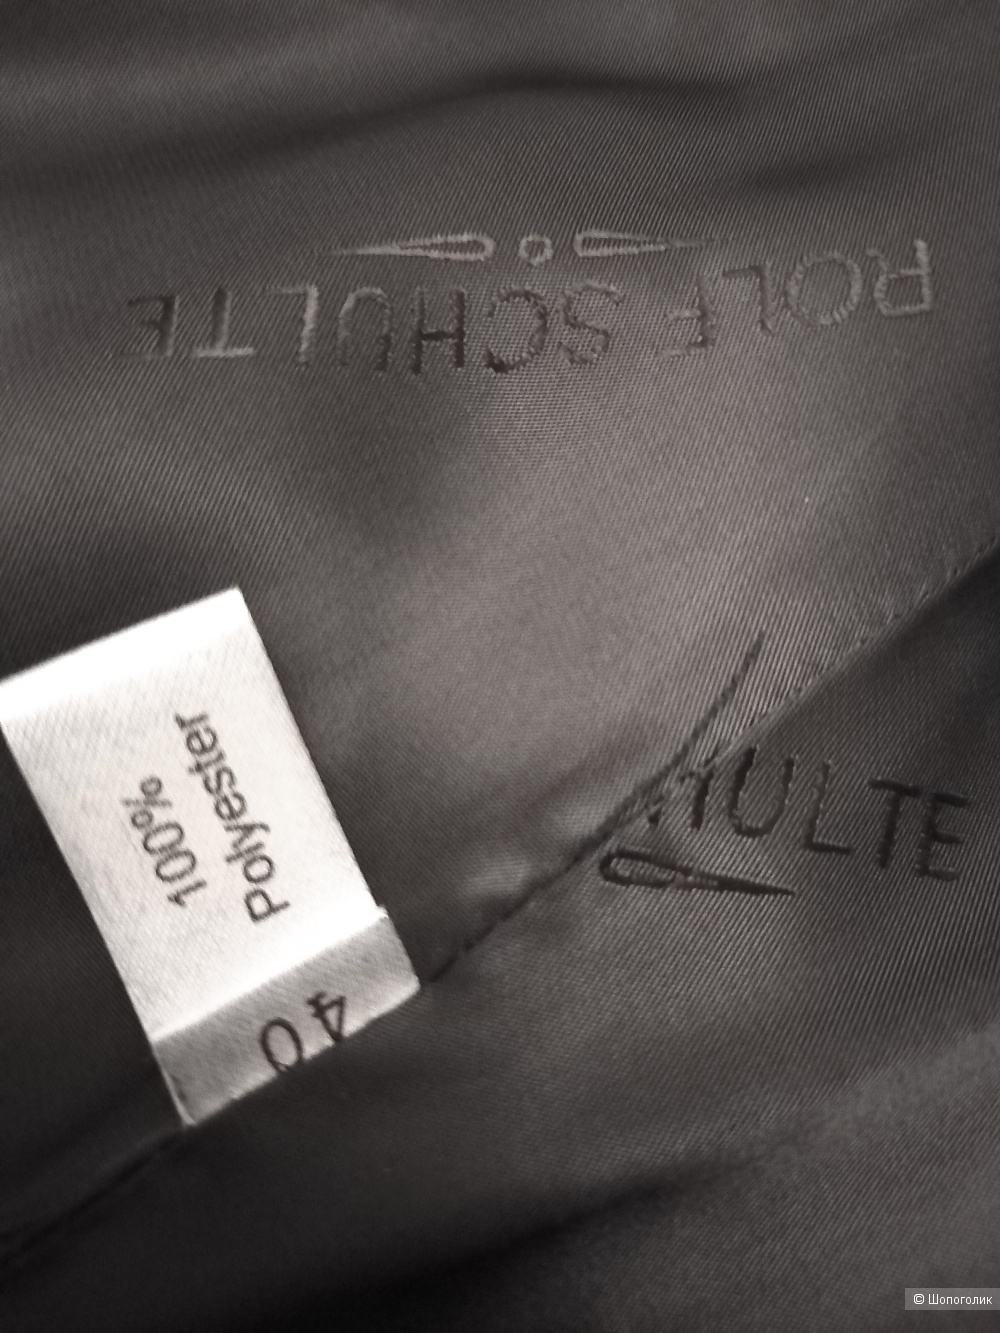 ROLF SCHULTE
HULTE
100%
Polyester
40
© Шопоголик